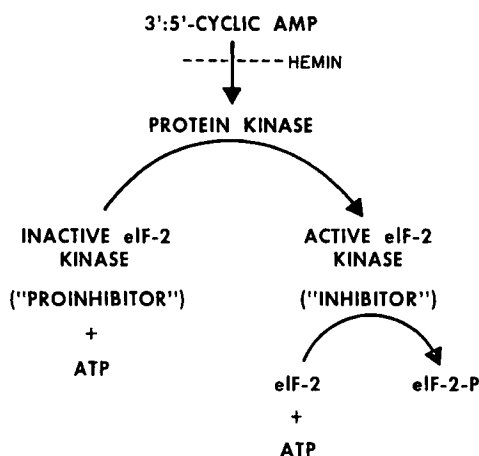 3':5'-CYCLIC AMP
HEMIN
PROTEIN KINASE
INACTIVE eIF-2
KINASE
("PROINHIBITOR")
+
ATP
ACTIVE eIF-2
KINASE
("INHIBITOR")
eIF-2
+
ATP
eIF-2-P